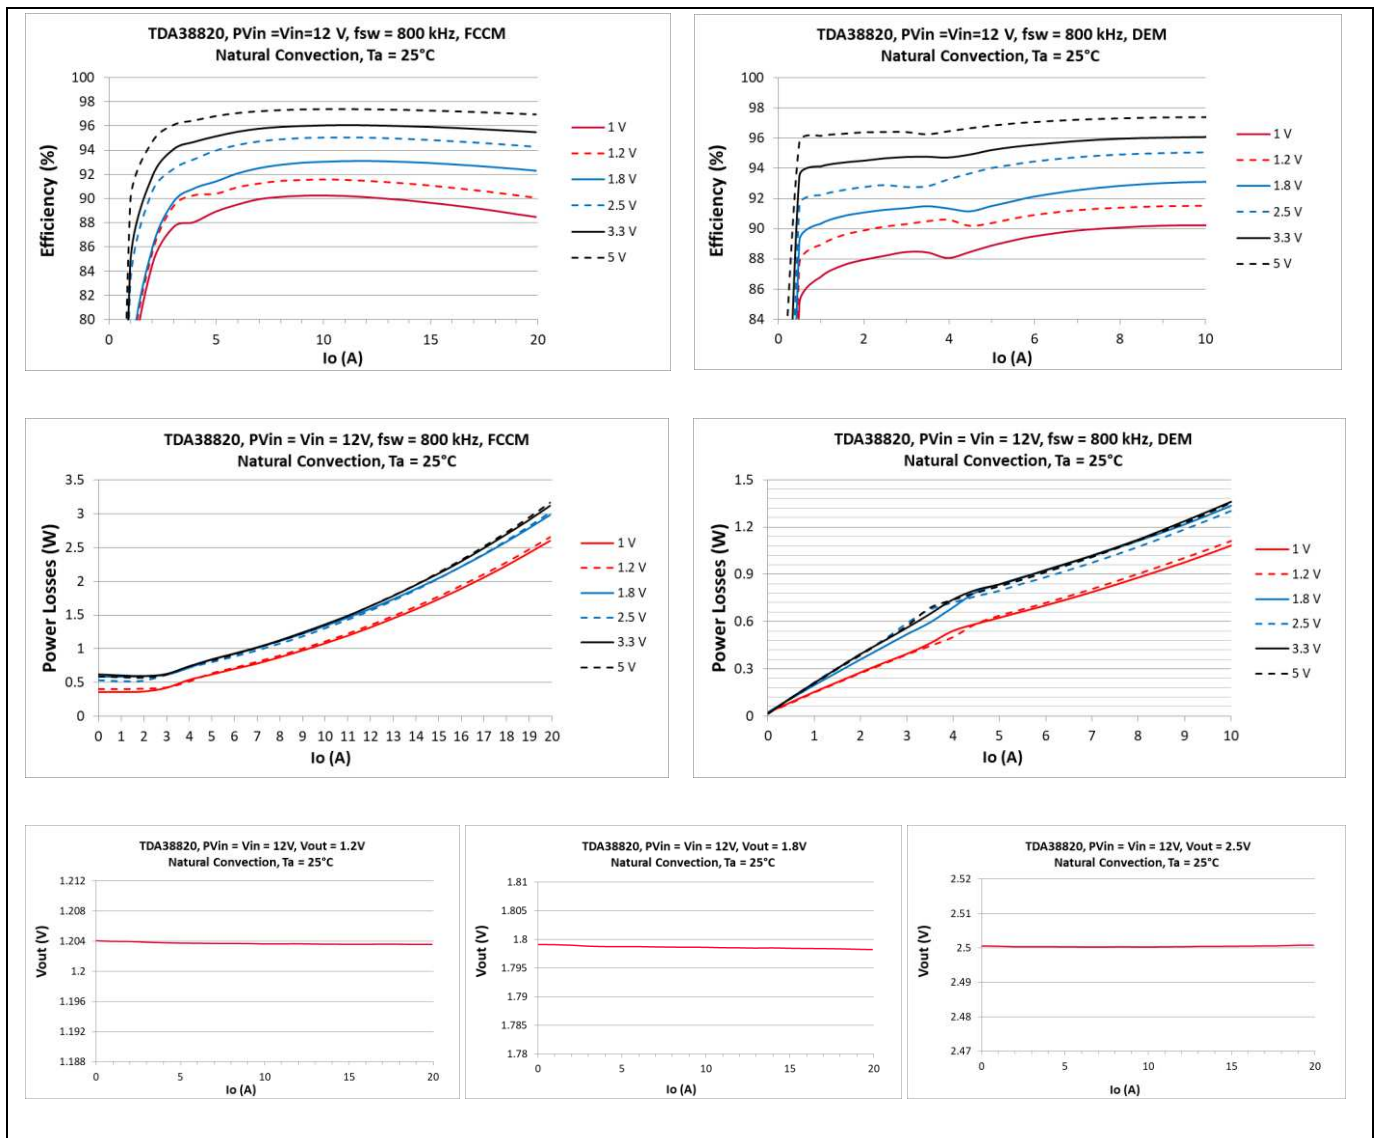 TDA38820, PVin =Vin=12 V, fsw = 800 kHz, FCCM
Natural Convection, Ta = 25°C
Efficiency (%)
100
98
96
94
92
90
88
86
84
82
80
0 5 10 15 20
Io (A)
1 V
1.2 V
1.8 V
2.5 V
3.3 V
5 V
TDA38820, PVin =Vin=12 V, fsw = 800 kHz, DEM
Natural Convection, Ta = 25°C
Efficiency (%)
100
98
96
94
92
90
88
86
84
0 2 4 6 8 10
Io (A)
1 V
1.2 V
1.8 V
2.5 V
3.3 V
5 V
TDA38820, PVin = Vin = 12V, fsw = 800 kHz, FCCM
Natural Convection, Ta = 25°C
Power Losses (W)
3.5
3
2.5
2
1.5
1
0.5
0
0 1 2 3 4 5 6 7 8 9 10 11 12 13 14 15 16 17 18 19 20
Io (A)
1 V
1.2 V
1.8 V
2.5 V
3.3 V
5 V
TDA38820, PVin = Vin = 12V, fsw = 800 kHz, DEM
Natural Convection, Ta = 25°C
Power Losses (W)
1.5
1.2
0.9
0.6
0.3
0
0 1 2 3 4 5 6 7 8 9 10
Io (A)
1 V
1.2 V
1.8 V
2.5 V
3.3 V
5 V
TDA38820, PVin = Vin = 12V, Vout = 1.2V
Natural Convection, Ta = 25°C
Vout (V)
1.212
1.208
1.204
1.2
1.196
1.192
1.188
0 5 10 15 20
Io (A)
TDA38820, PVin = Vin = 12V, Vout = 1.8V
Natural Convection, Ta = 25°C
Vout (V)
1.81
1.805
1.8
1.795
1.79
1.785
1.78
0 5 10 15 20
Io (A)
TDA38820, PVin = Vin = 12V, Vout = 2.5V
Natural Convection, Ta = 25°C
Vout (V)
2.52
2.51
2.5
2.49
2.48
2.47
0 5 10 15 20
Io (A)